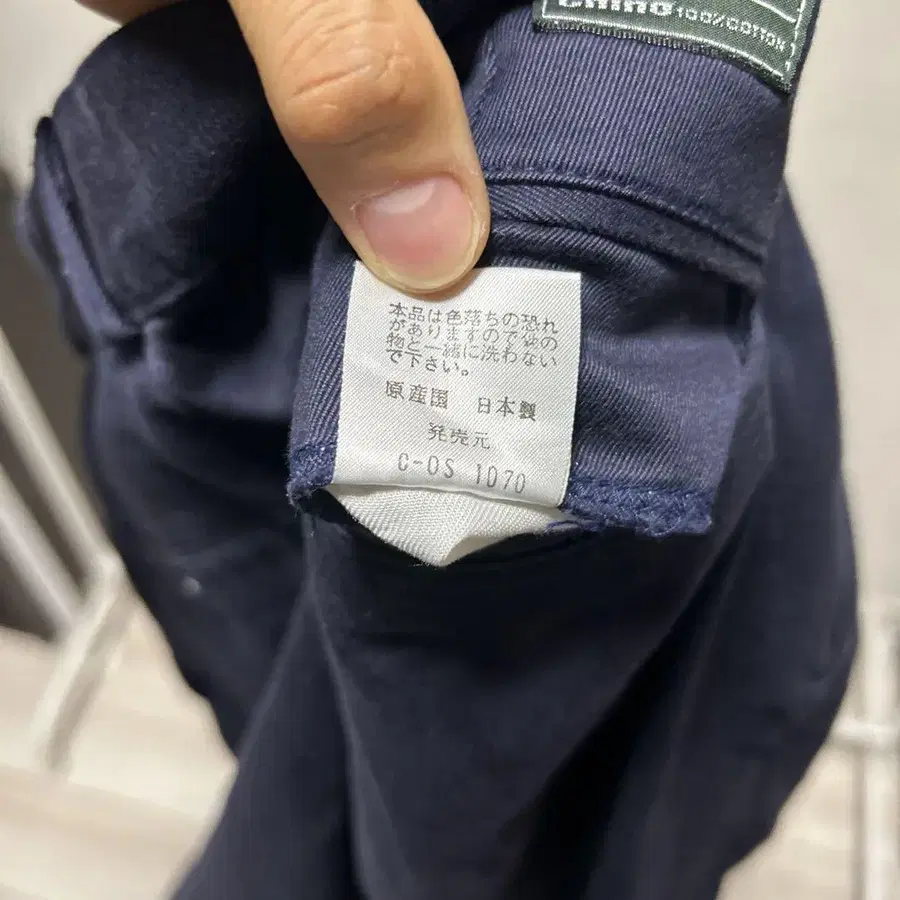 Chino 100%COTTON
本品は色落ちの恐れ
がありますので他の
物と一緒に洗わない
で下さい。
原産国 日本製
発売元
C-OS 1070